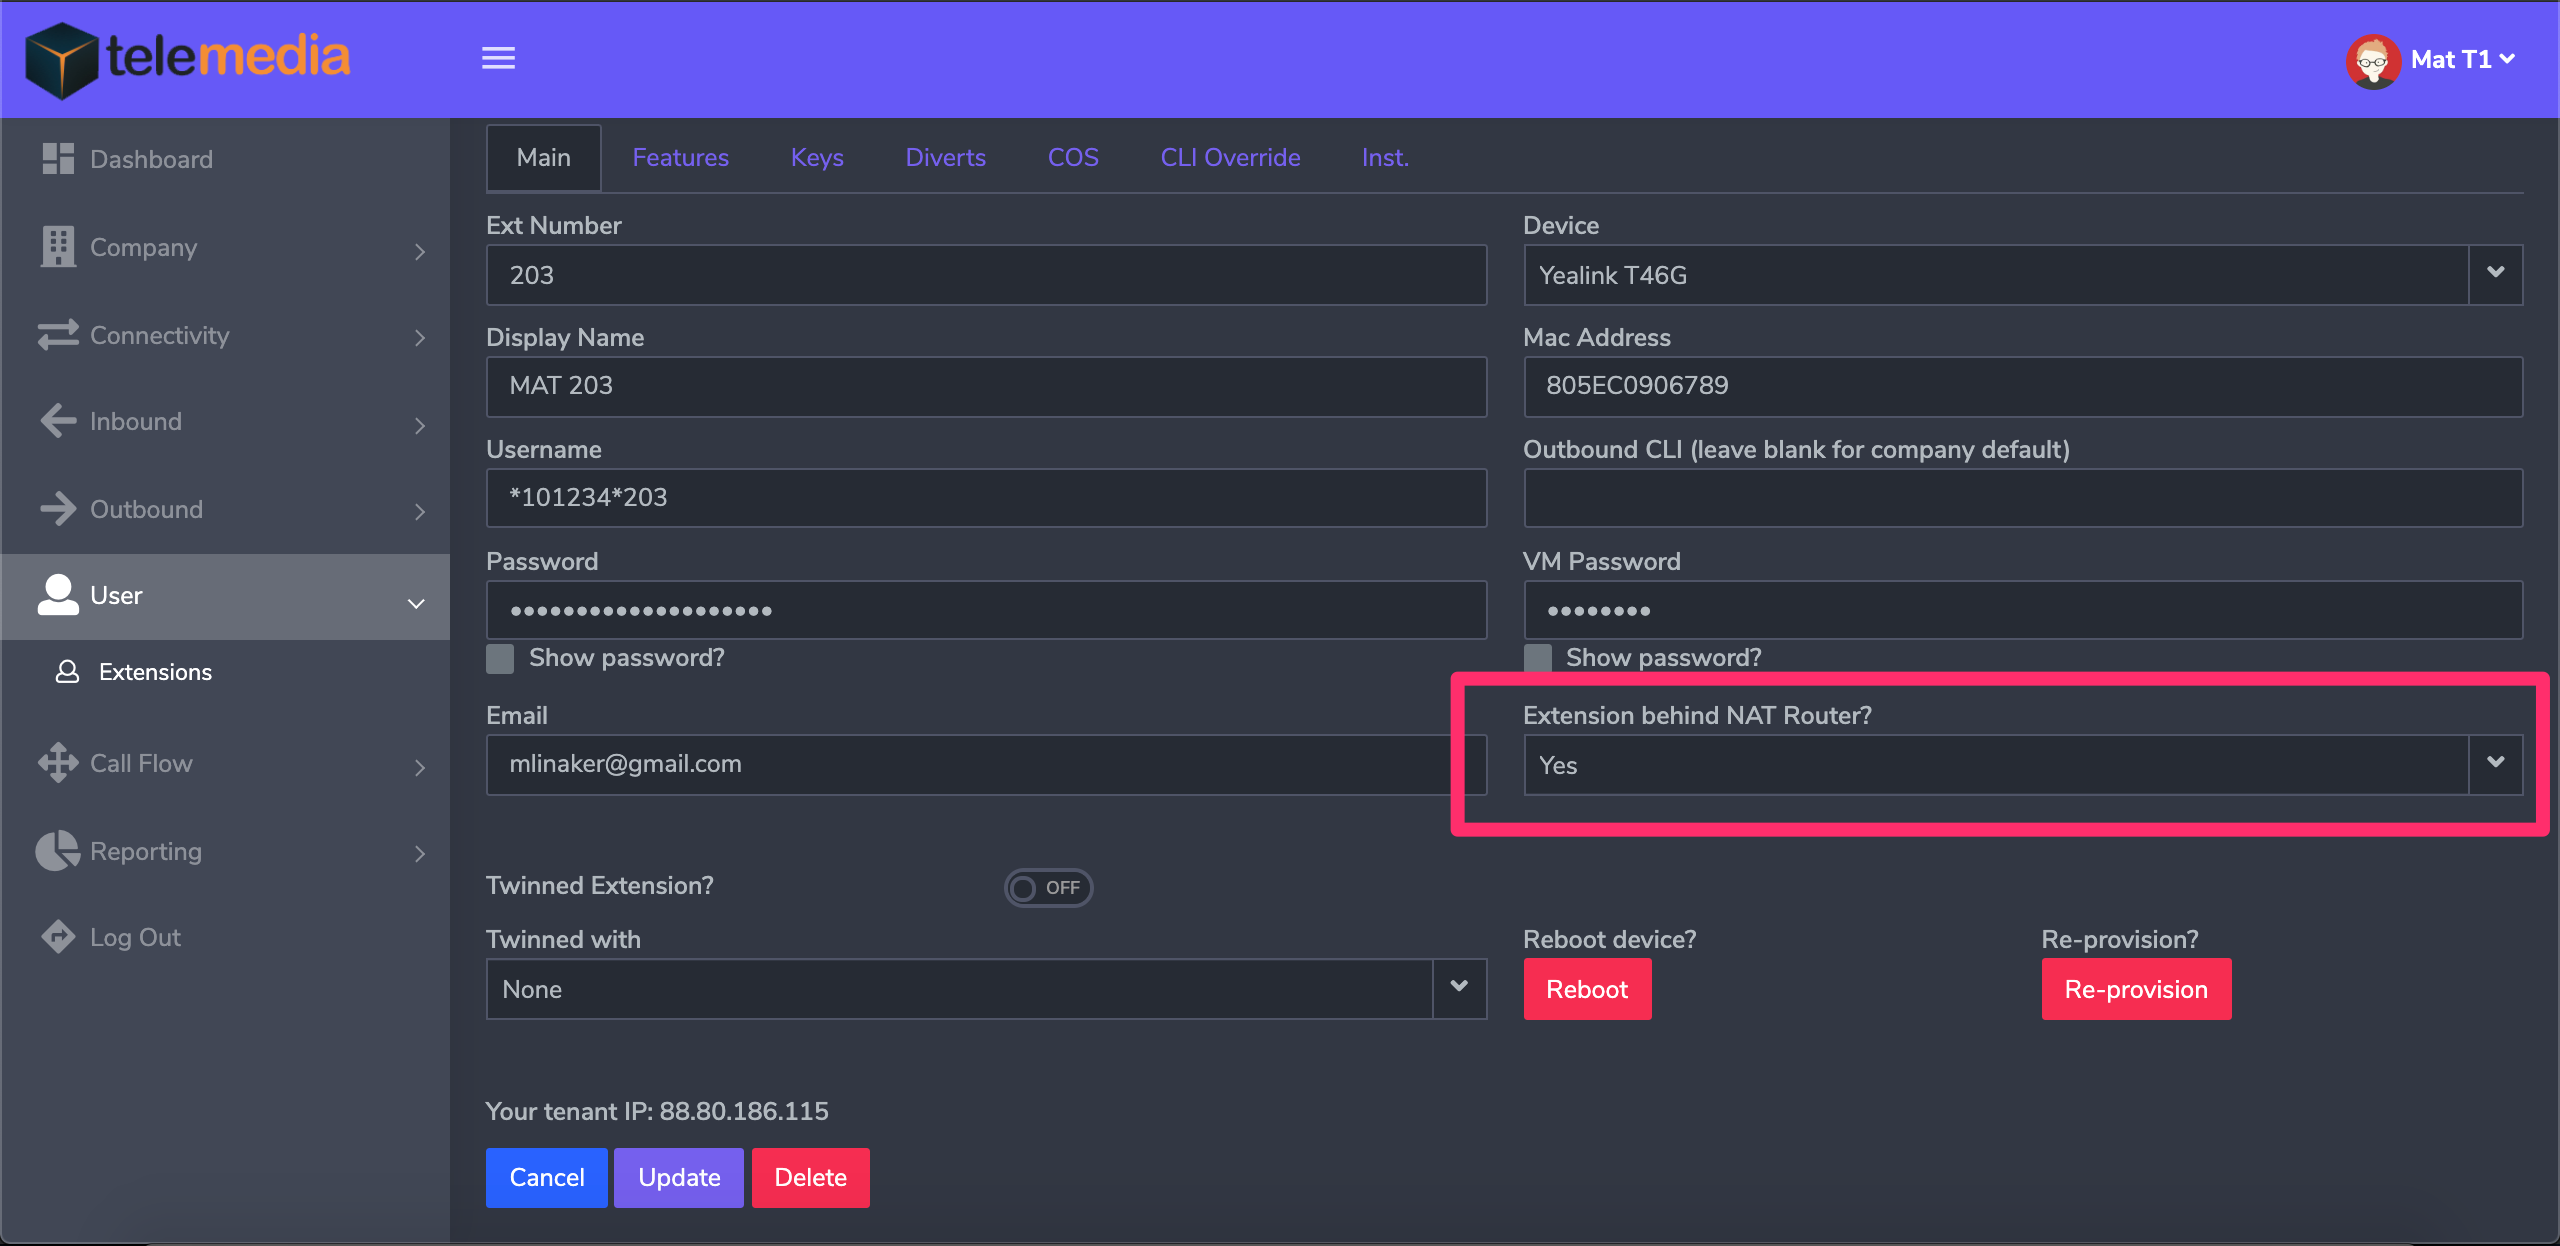 telemedia
Mat T1
Dashboard
Company
Connectivity
Inbound
Outbound
User
Extensions
Call Flow
Reporting
Log Out
Main Features Keys Diverts COS CLI Override Inst.
Ext Number
203
Device
Yealink T46G
Display Name
MAT 203
Mac Address
805EC0906789
Username
*101234*203
Outbound CLI (leave blank for company default)
Password
••••••••••••••••••••
Show password?
VM Password
••••••••
Show password?
Email
mlinaker@gmail.com
Extension behind NAT Router?
Yes
Twinned Extension?
OFF
Twinned with
None
Reboot device?
Reboot
Re-provision?
Re-provision
Your tenant IP: 88.80.186.115
Cancel Update Delete